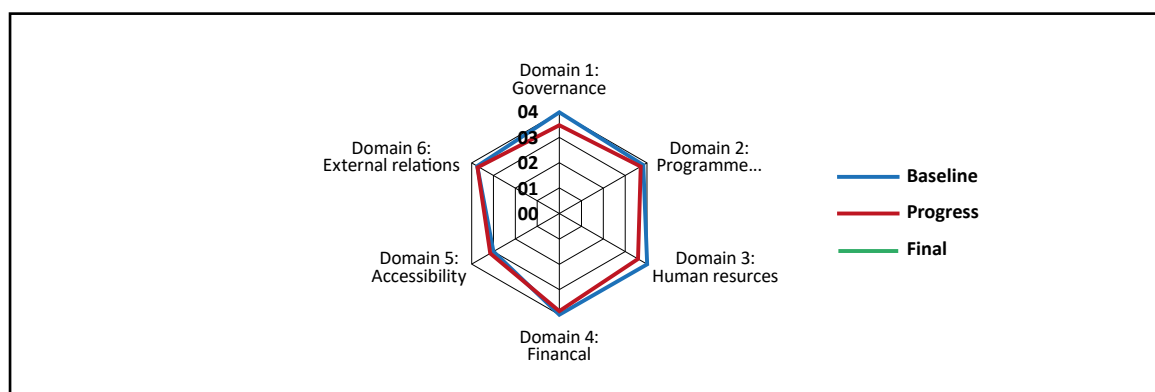 Domain 1:
Governance
04
03
02
01
00
Domain 2:
Programme...
Domain 3:
Human resurces
Domain 4:
Financal
Domain 5:
Accessibility
Domain 6:
External relations
Baseline
Progress
Final